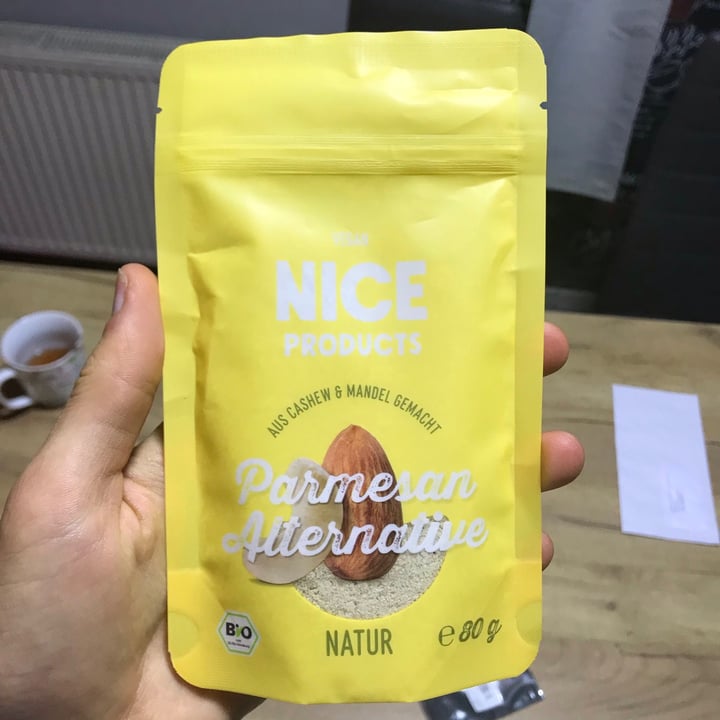 NICE
PRODUCTS
AUS CASHEW & MANDEL GEMACHT
Parmesan
Alternative
Bio
NATUR
e 80 g